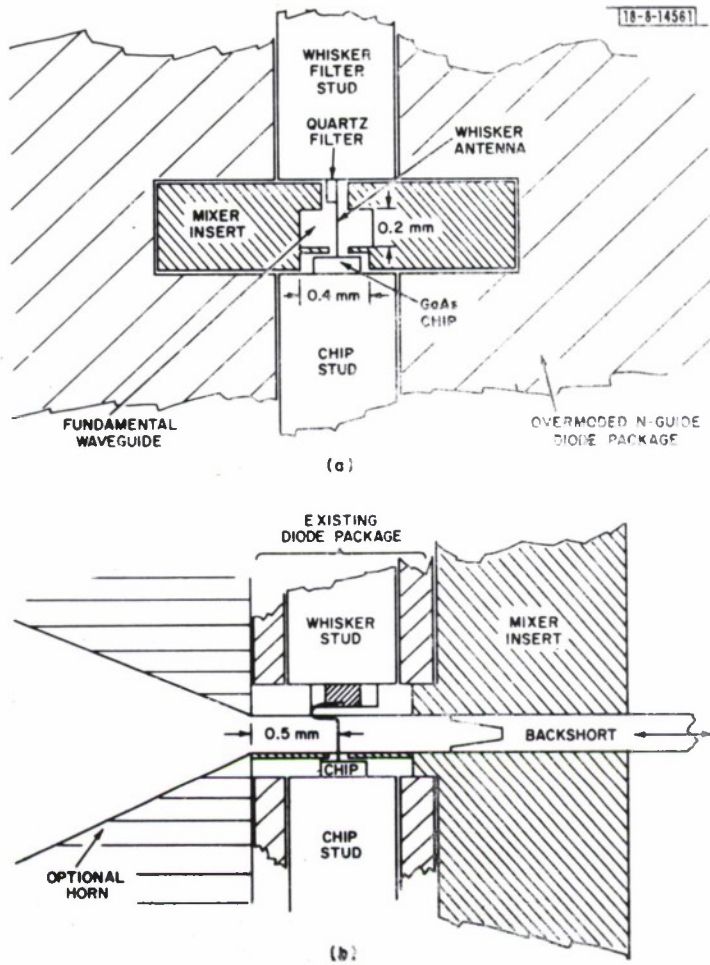 18-8-14561
WHISKER
FILTER
STUD
QUARTZ
FILTER
WHISKER
ANTENNA
MIXER
INSERT
0.2 mm
0.4 mm
GaAs
CHIP
CHIP
STUD
FUNDAMENTAL
WAVEGUIDE
OVERMODED N-GUIDE
DIODE PACKAGE
(a)
EXISTING
DIODE PACKAGE
WHISKER
STUD
MIXER
INSERT
0.5 mm
BACKSHORT
CHIP
CHIP
STUD
OPTIONAL
HORN
(b)